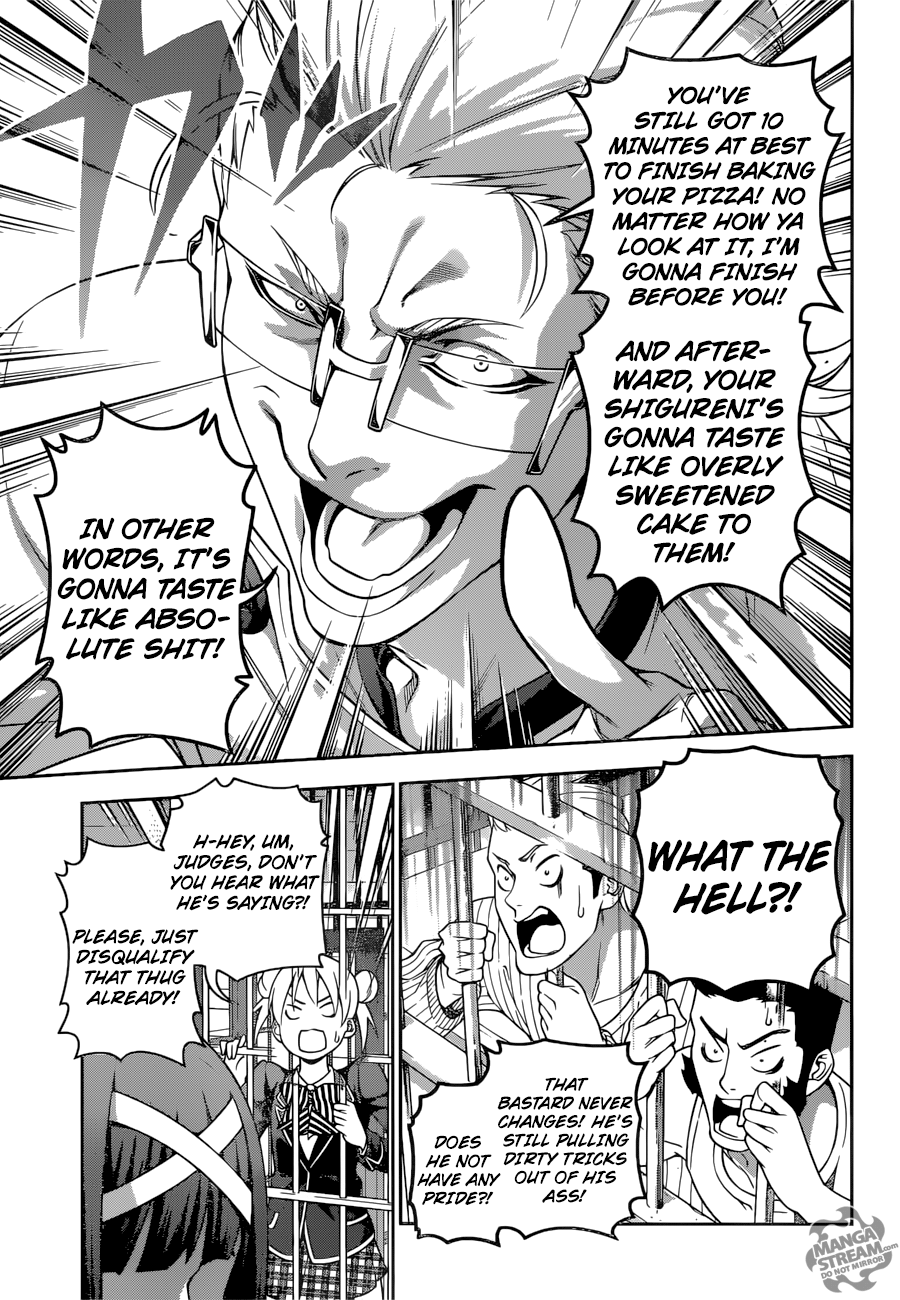 YOU'VE
STILL GOT 10
MINUTES AT BEST
TO FINISH BAKING
YOUR PIZZA! NO
MATTER HOW YA
LOOK AT IT, I'M
GONNA FINISH
BEFORE YOU!
AND AFTER-
WARD, YOUR
SHIGURENI'S
GONNA TASTE
LIKE OVERLY
SWEETENED
CAKE TO
THEM!
IN OTHER
WORDS, IT'S
GONNA TASTE
LIKE ABSO-
LUTE SHIT!
WHAT THE
HELL?!
THAT
BASTARD NEVER
CHANGES! HE'S
STILL PULLING
DIRTY TRICKS
OUT OF HIS
ASS!
DOES
HE NOT
HAVE ANY
PRIDE?!
H-HEY, UM,
JUDGES, DON'T
YOU HEAR WHAT
HE'S SAYING?!
PLEASE, JUST
DISQUALIFY
THAT THUG
ALREADY!
MANGA
STREAM.com
DO NOT MIRROR